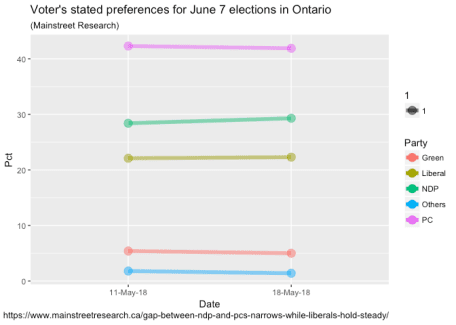 Voter's stated preferences for June 7 elections in Ontario
(Mainstreet Research)
40
30
20
10
0
Pct
11-May-18
18-May-18
Date
1
1
Party
Green
Liberal
NDP
Others
PC
https://www.mainstreetresearch.ca/gap-between-ndp-and-pcs-narrows-while-liberals-hold-steady/